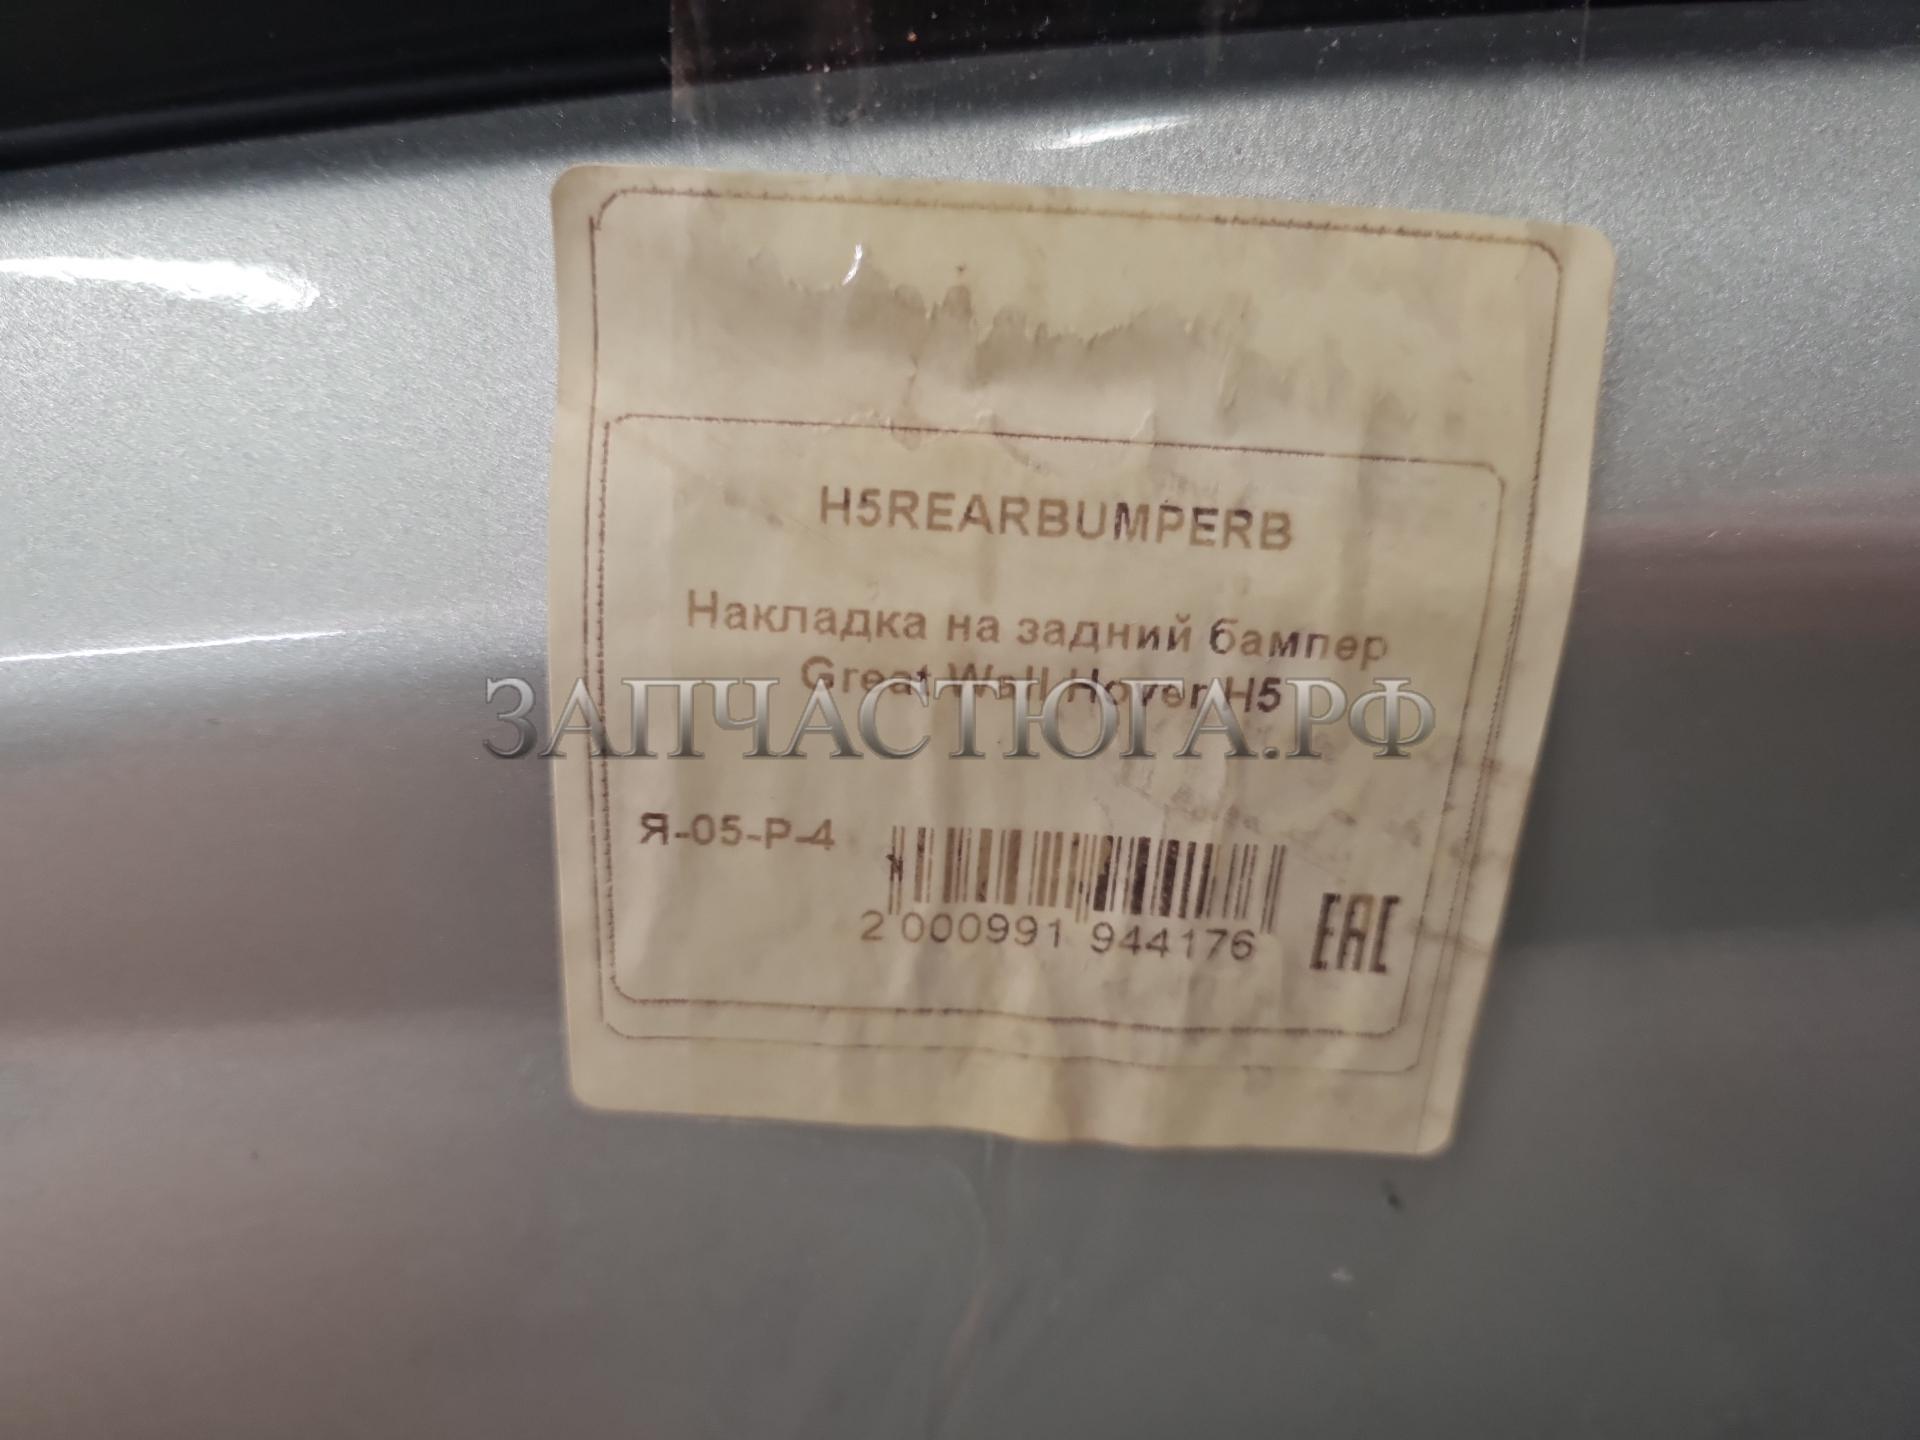 H5REARBUMPERB
Накладка на задний бампер
Great Wall Hover H5
ЗАПЧАСТЮГА.РФ
Я-05-Р-4
2 000991 944176
EAC